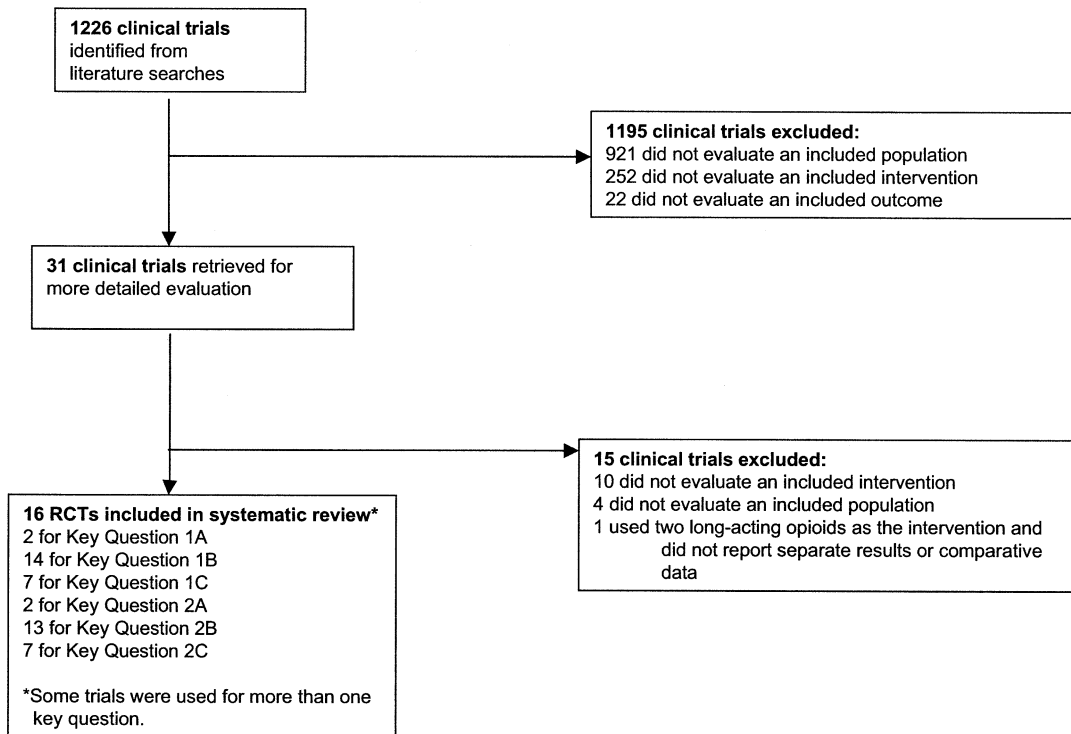 1226 clinical trials
identified from
literature searches
1195 clinical trials excluded:
921 did not evaluate an included population
252 did not evaluate an included intervention
22 did not evaluate an included outcome
31 clinical trials retrieved for
more detailed evaluation
15 clinical trials excluded:
10 did not evaluate an included intervention
4 did not evaluate an included population
1 used two long-acting opioids as the intervention and
did not report separate results or comparative
data
16 RCTs included in systematic review*
2 for Key Question 1A
14 for Key Question 1B
7 for Key Question 1C
2 for Key Question 2A
13 for Key Question 2B
7 for Key Question 2C
*Some trials were used for more than one
key question.